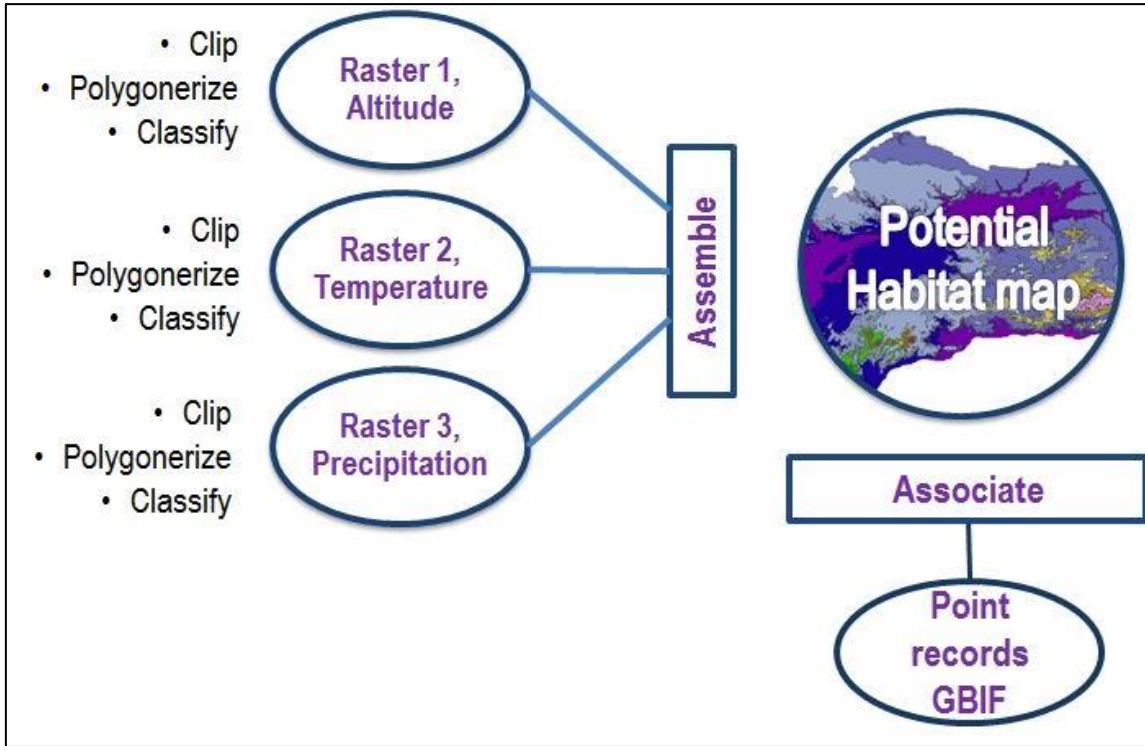 • Clip
• Polygonerize
• Classify
Raster 1,
Altitude
• Clip
• Polygonerize
• Classify
Raster 2,
Temperature
• Clip
• Polygonerize
• Classify
Raster 3,
Precipitation
Assemble
Potential
Habitat map
Associate
Point
records
GBIF